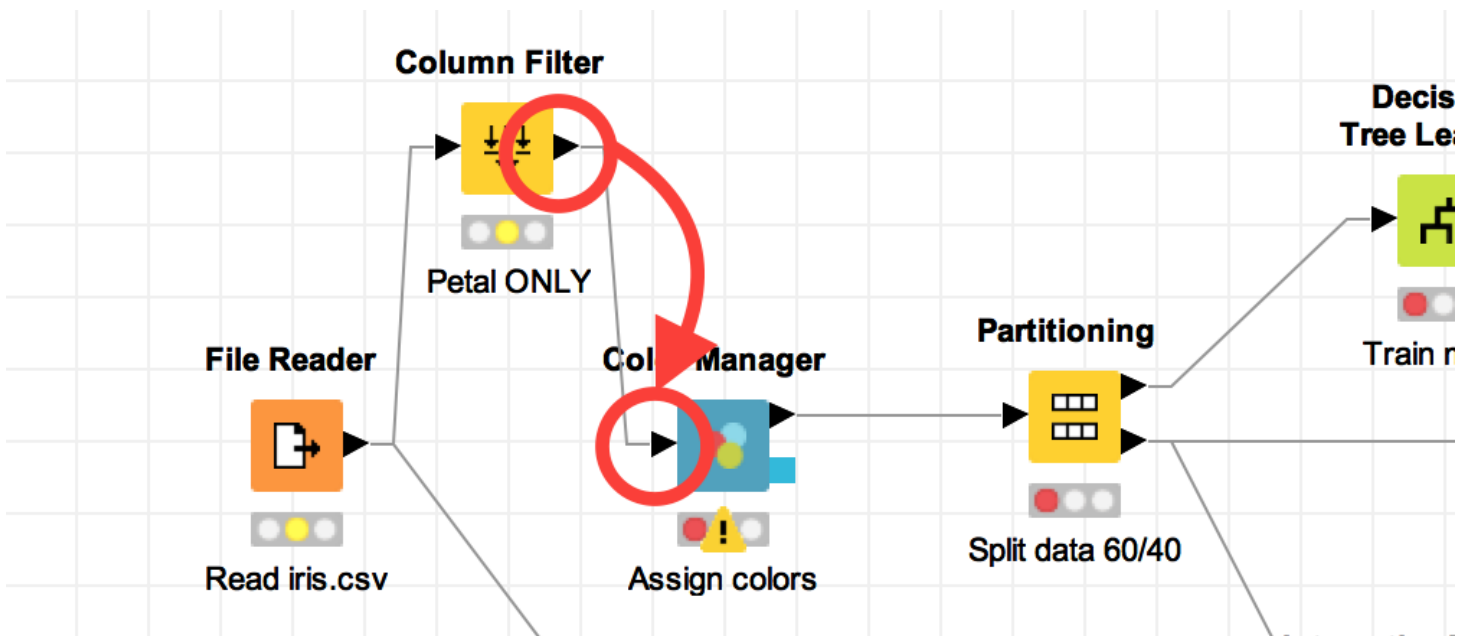 Column Filter
Petal ONLY
File Reader
Read iris.csv
Manager
!
Assign colors
Partitioning
Split data 60/40
Decis
Tree Lea
Train